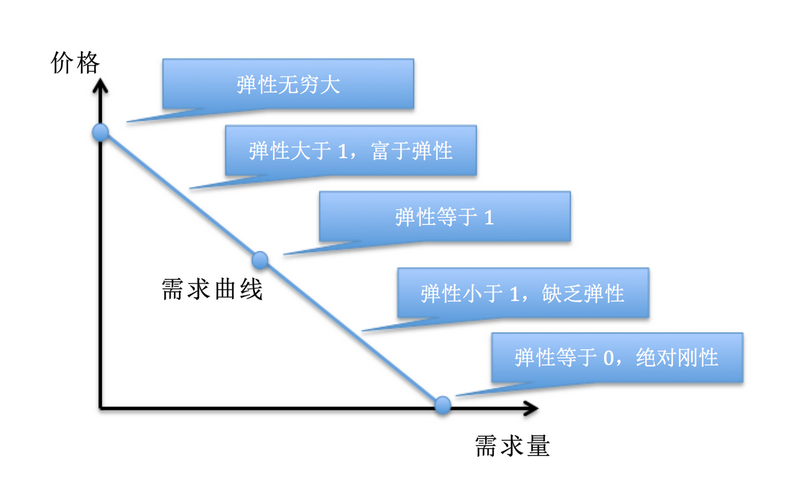 价格
弹性无穷大
弹性大于 1，富于弹性
弹性等于 1
需求曲线
弹性小于 1，缺乏弹性
弹性等于 0，绝对刚性
需求量